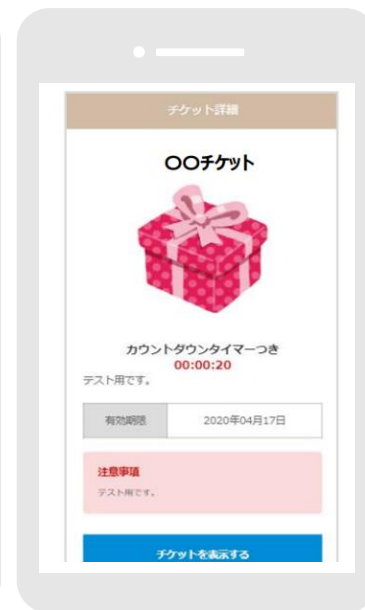 チケット詳細
〇〇チケット
カウントダウンタイマーつき
00:00:20
テスト用です。
有効期限 2020年04月17日
注意事項
テスト用です。
チケットを表示する